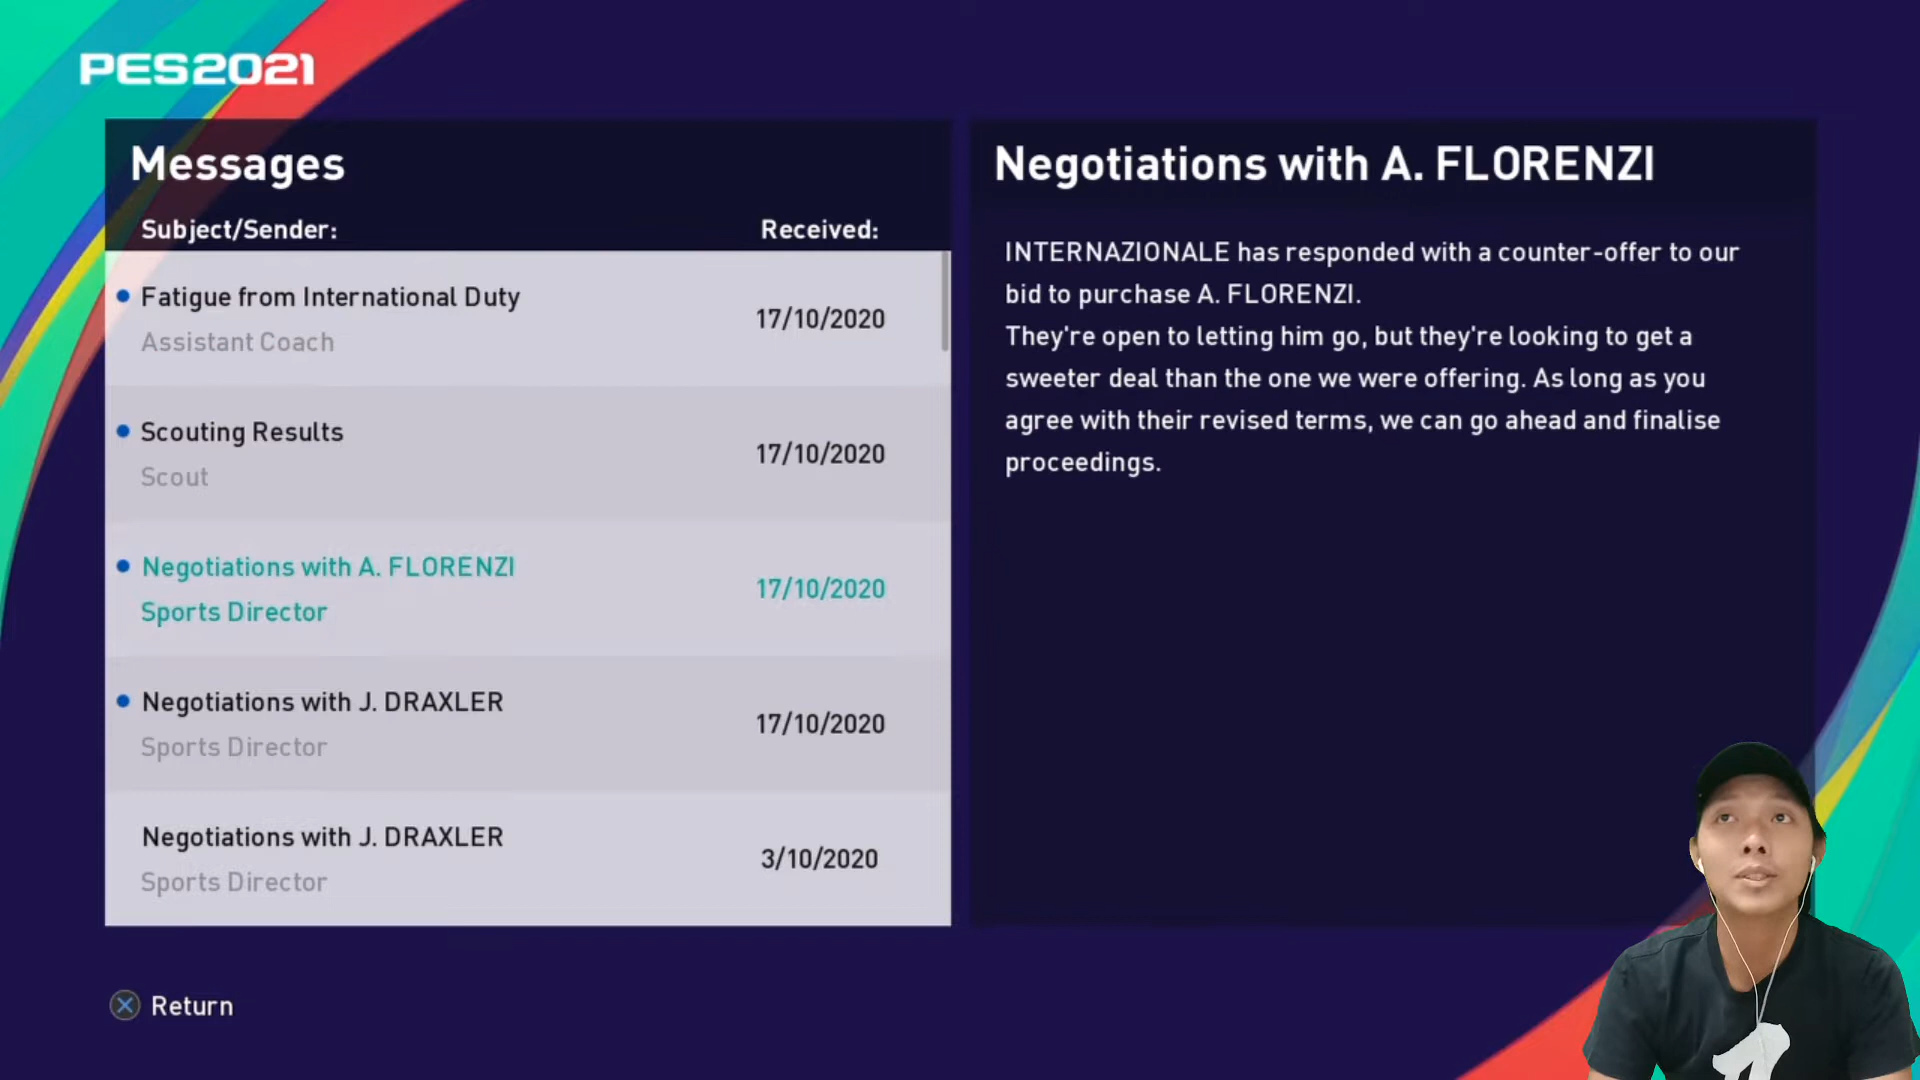 PES2021
Messages
Subject/Sender:
Received:
Fatigue from International Duty
Assistant Coach
17/10/2020
Scouting Results
Scout
17/10/2020
Negotiations with A. FLORENZI
Sports Director
17/10/2020
Negotiations with J. DRAXLER
Sports Director
17/10/2020
Negotiations with J. DRAXLER
Sports Director
3/10/2020
Negotiations with A. FLORENZI
INTERNAZIONALE has responded with a counter-offer to our
bid to purchase A. FLORENZI.
They're open to letting him go, but they're looking to get a
sweeter deal than the one we were offering. As long as you
agree with their revised terms, we can go ahead and finalise
proceedings.
Return